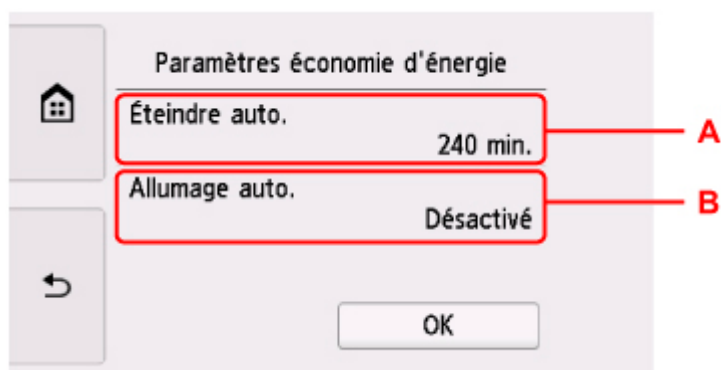 Paramètres économie d'énergie
Éteindre auto.
240 min.
A
Allumage auto.
Désactivé
B
OK